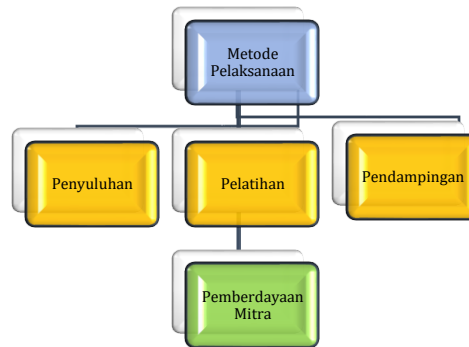 Metode
Pelaksanaan
Penyuluhan
Pelatihan
Pendampingan
Pemberdayaan
Mitra